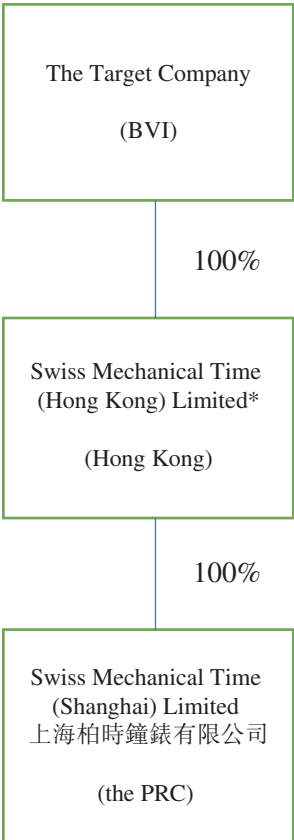 The Target Company
(BVI)
100%
Swiss Mechanical Time
(Hong Kong) Limited*
(Hong Kong)
100%
Swiss Mechanical Time
(Shanghai) Limited
上海柏時鐘錶有限公司
(the PRC)